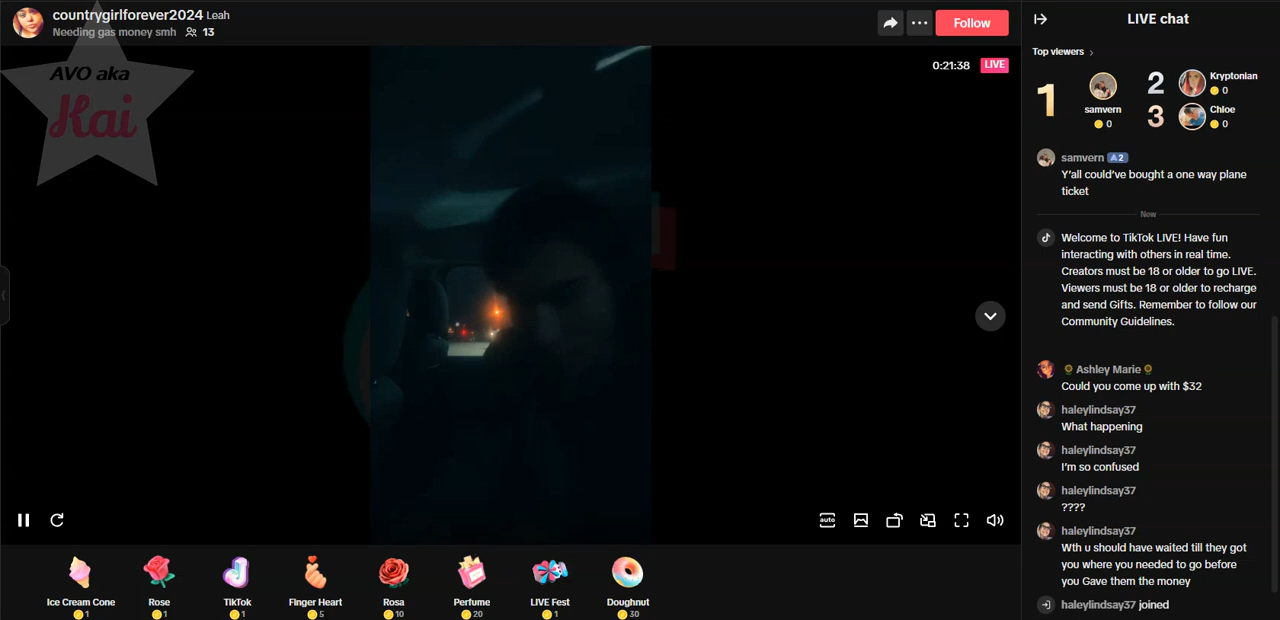 countrygirlforever2024 Leah
Needing gas money smh 13
Follow
AVO aka
Kai
0:21:38 LIVE
LIVE chat
Top viewers
1
samvern
0
2
Kryptonian
0
3
Chloe
0
samvern 2
Y'all could've bought a one way plane
ticket
New
Welcome to TikTok LIVE! Have fun
interacting with others in real time.
Creators must be 18 or older to go LIVE.
Viewers must be 18 or older to recharge
and send Gifts. Remember to follow our
Community Guidelines.
🌻 Ashley Marie 🌻
Could you come up with $32
haleylindsay37
What happening
haleylindsay37
I'm so confused
haleylindsay37
????
haleylindsay37
Wth u should have waited till they got
you where you needed to go before
you Gave them the money
haleylindsay37 joined
auto
Ice Cream Cone
1
Rose
1
TikTok
1
Finger Heart
5
Rosa
10
Perfume
20
LIVE Fest
1
Doughnut
30